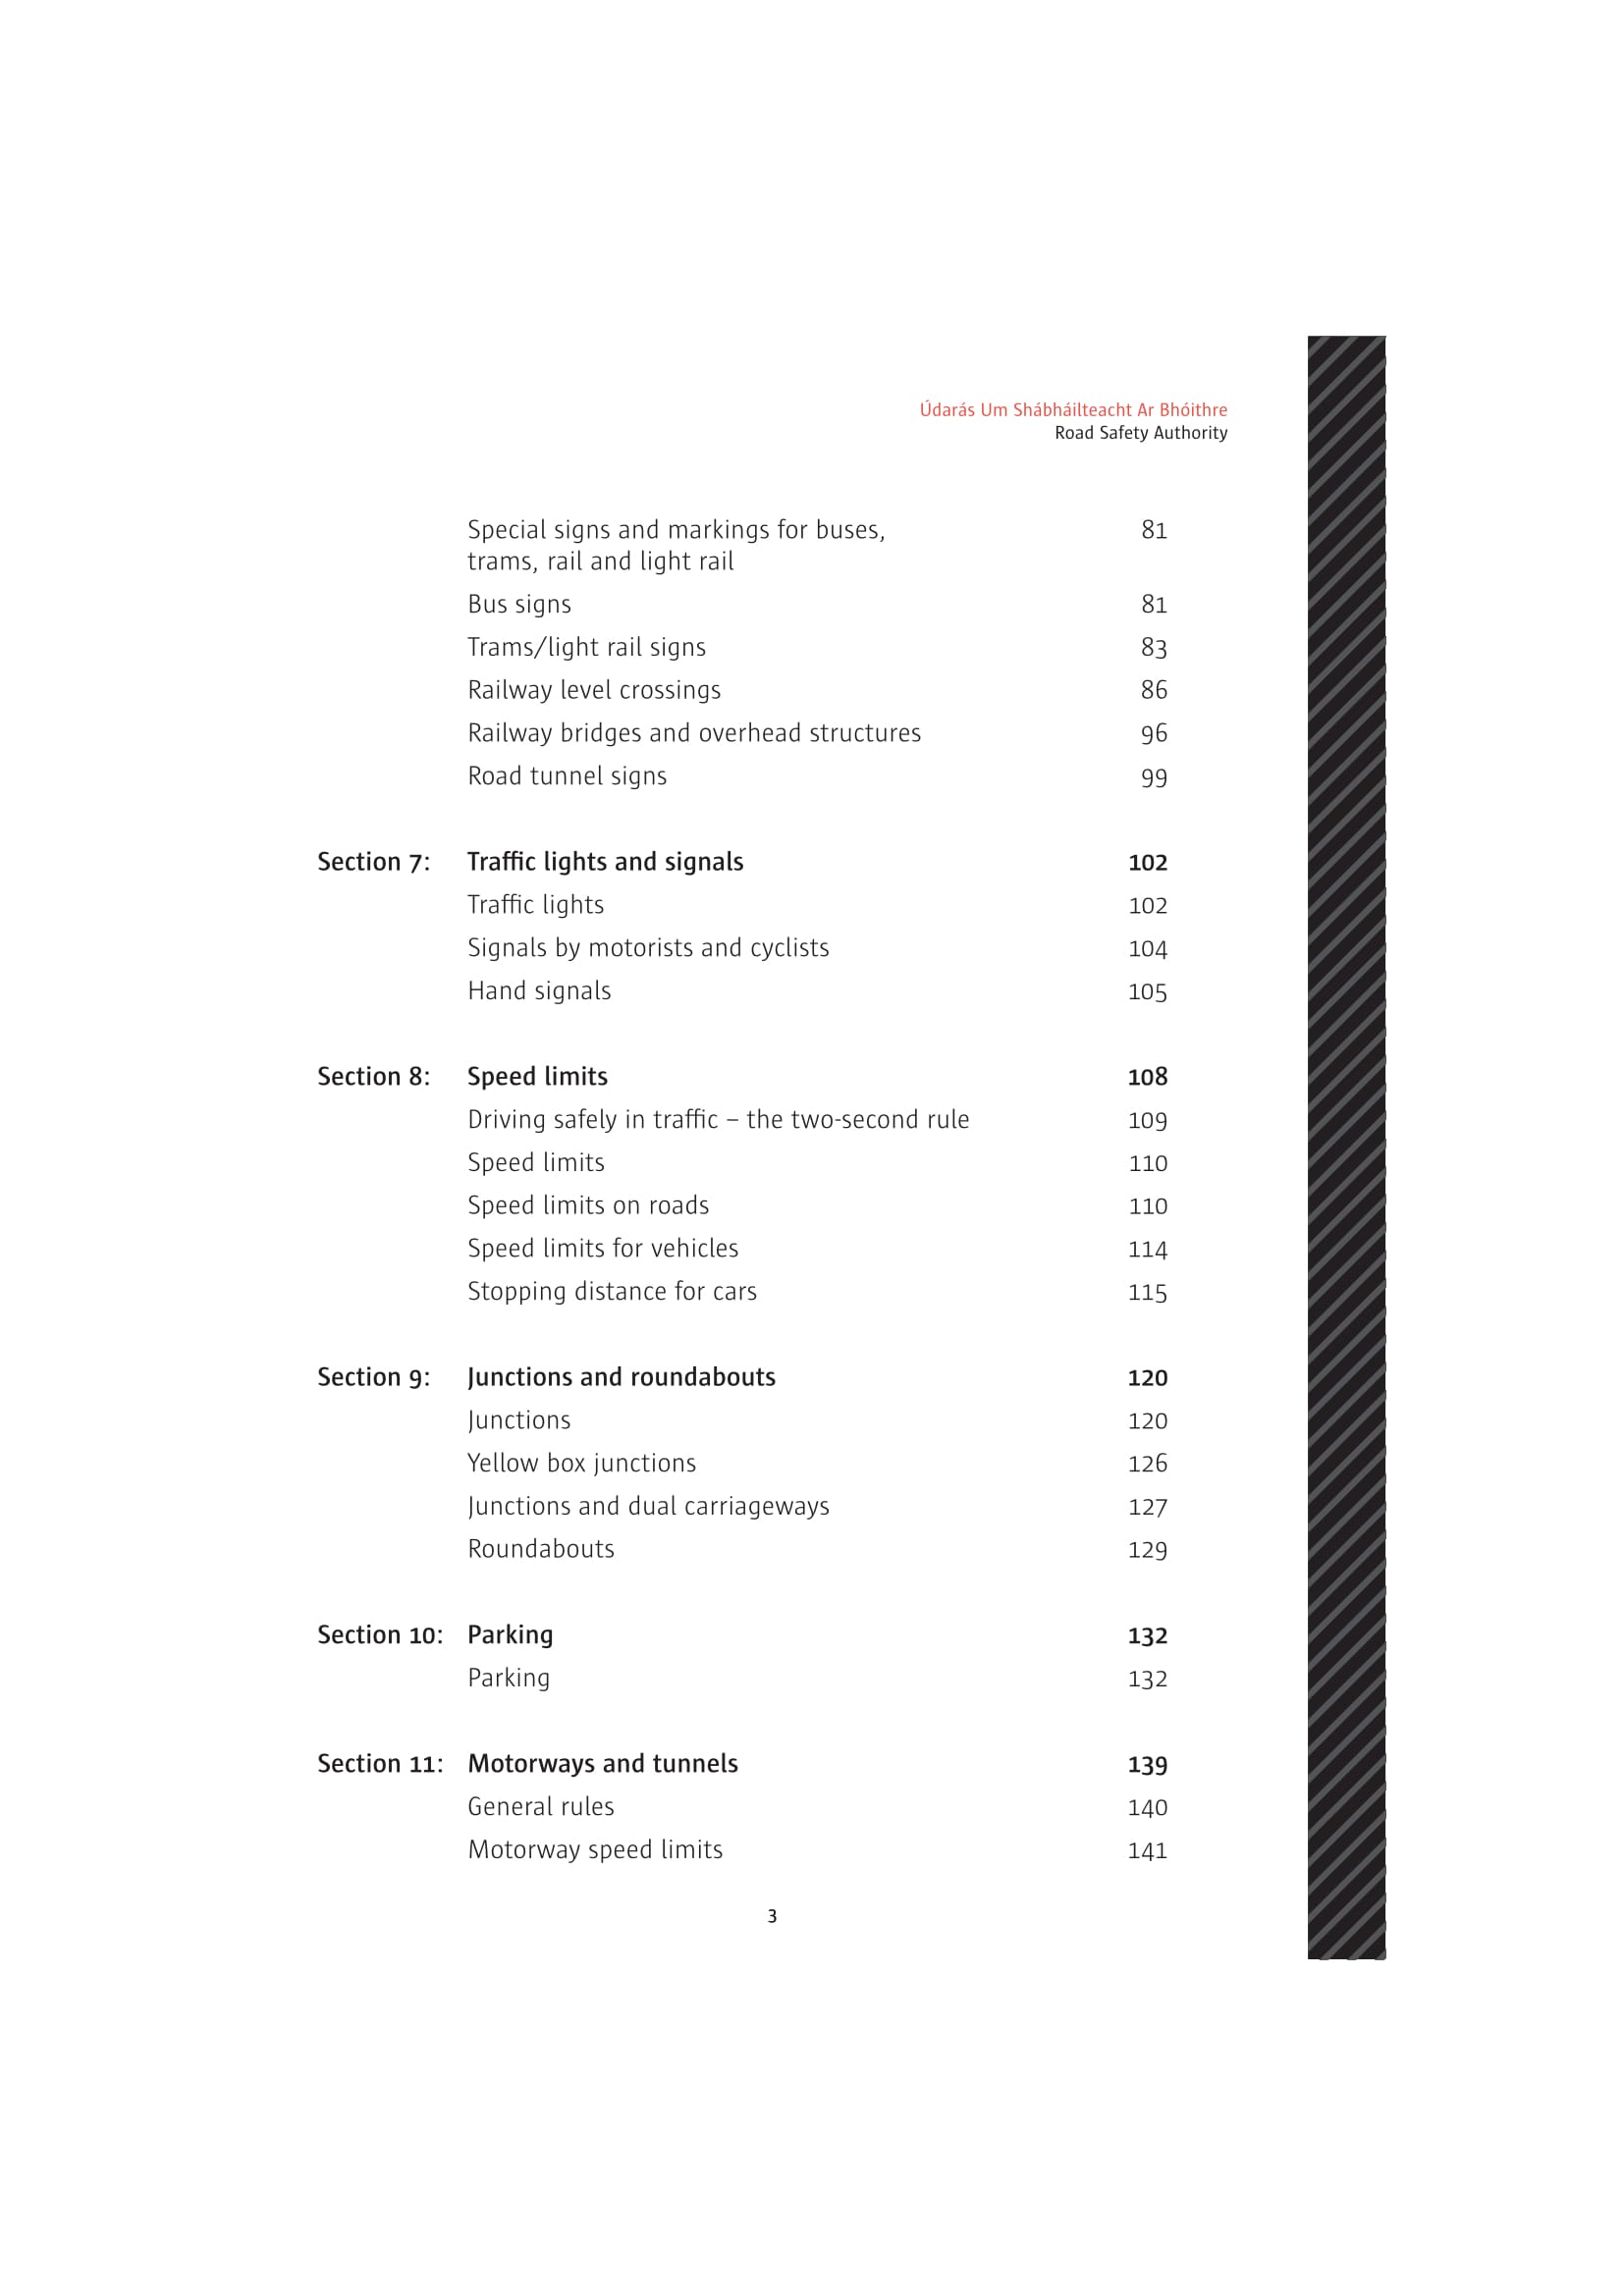 Údarás Um Shábháilteacht Ar Bhóithre
Road Safety Authority
Special signs and markings for buses, 81
trams, rail and light rail
Bus signs 81
Trams/light rail signs 83
Railway level crossings 86
Railway bridges and overhead structures 96
Road tunnel signs 99
Section 7: Traffic lights and signals 102
Traffic lights 102
Signals by motorists and cyclists 104
Hand signals 105
Section 8: Speed limits 108
Driving safely in traffic – the two-second rule 109
Speed limits 110
Speed limits on roads 110
Speed limits for vehicles 114
Stopping distance for cars 115
Section 9: Junctions and roundabouts 120
Junctions 120
Yellow box junctions 126
Junctions and dual carriageways 127
Roundabouts 129
Section 10: Parking 132
Parking 132
Section 11: Motorways and tunnels 139
General rules 140
Motorway speed limits 141
3